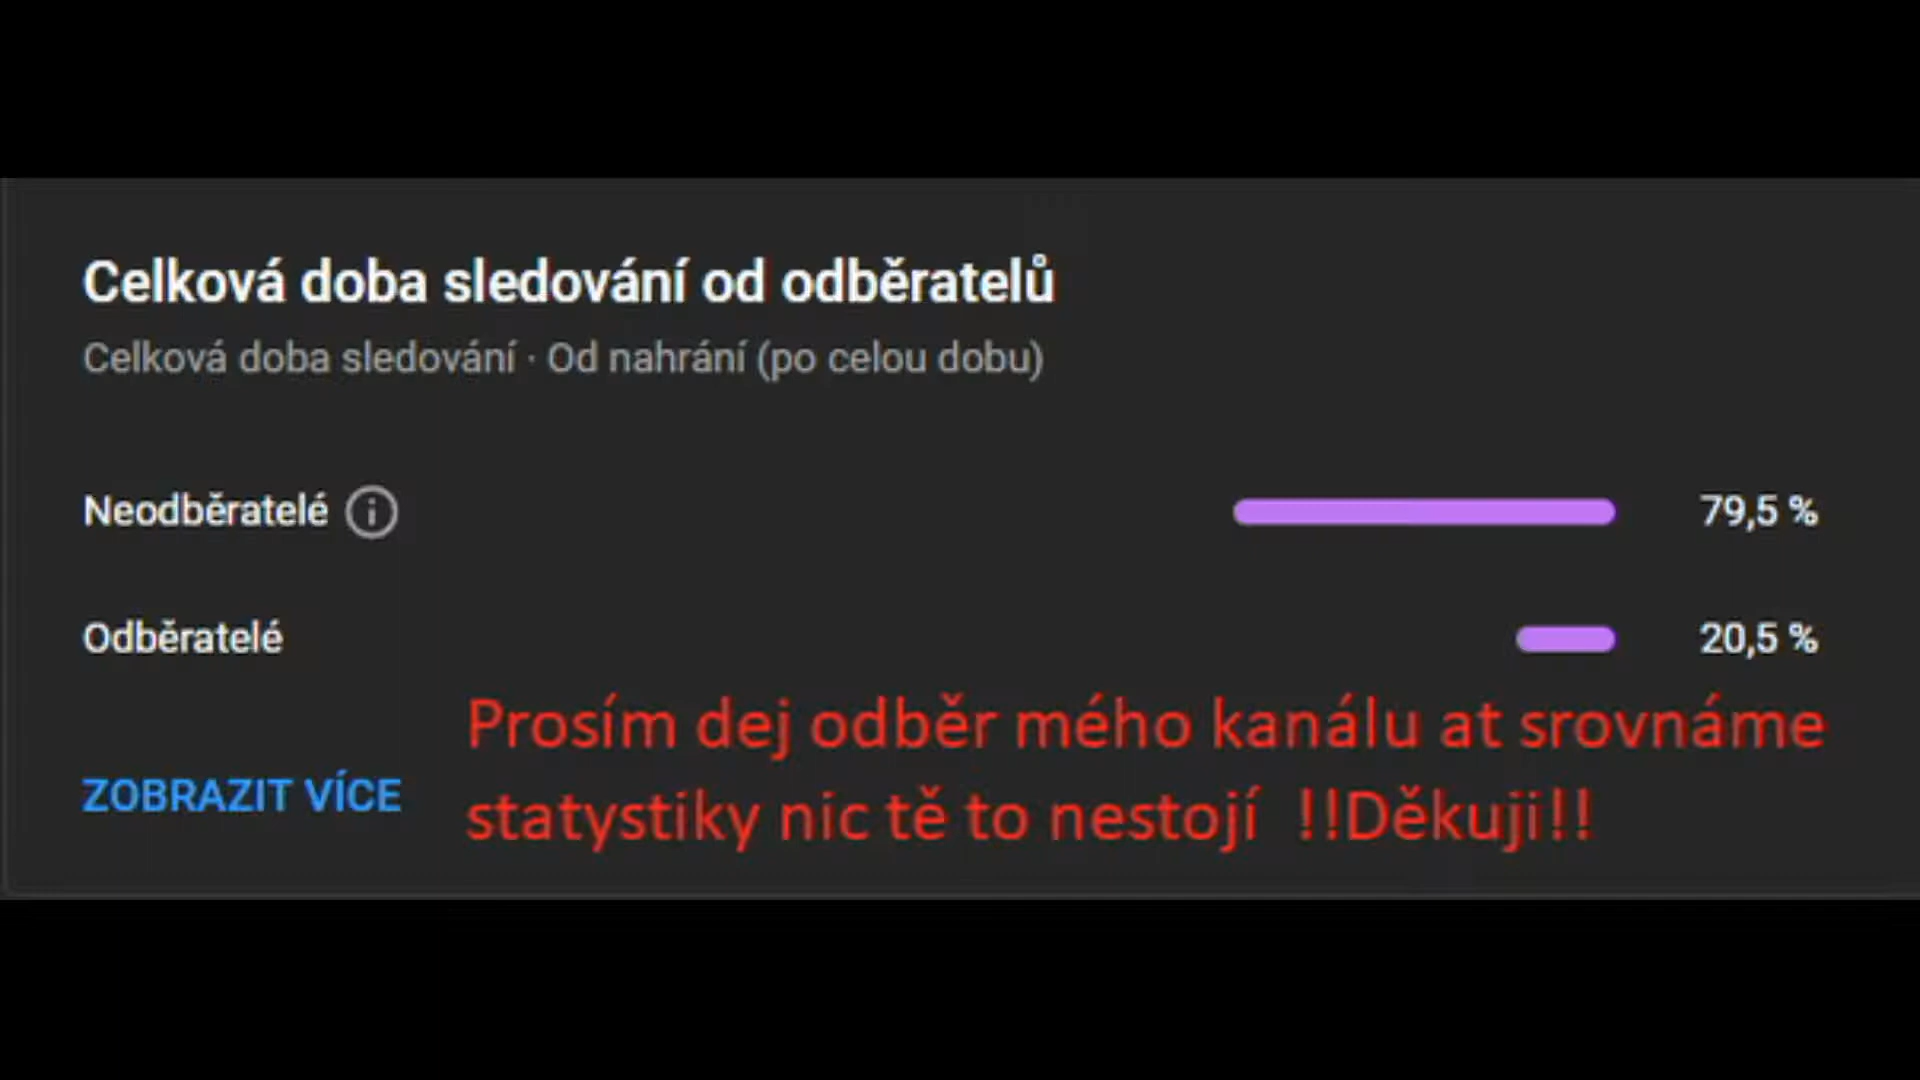 Celková doba sledování od odběratelů
Celková doba sledování · Od nahrání (po celou dobu)
Neodběratelé 79,5 %
Odběratelé 20,5 %
Prosím dej odběr mého kanálu at srovnáme
statystiky nic tě to nestojí !!Děkuji!!
ZOBRAZIT VÍCE